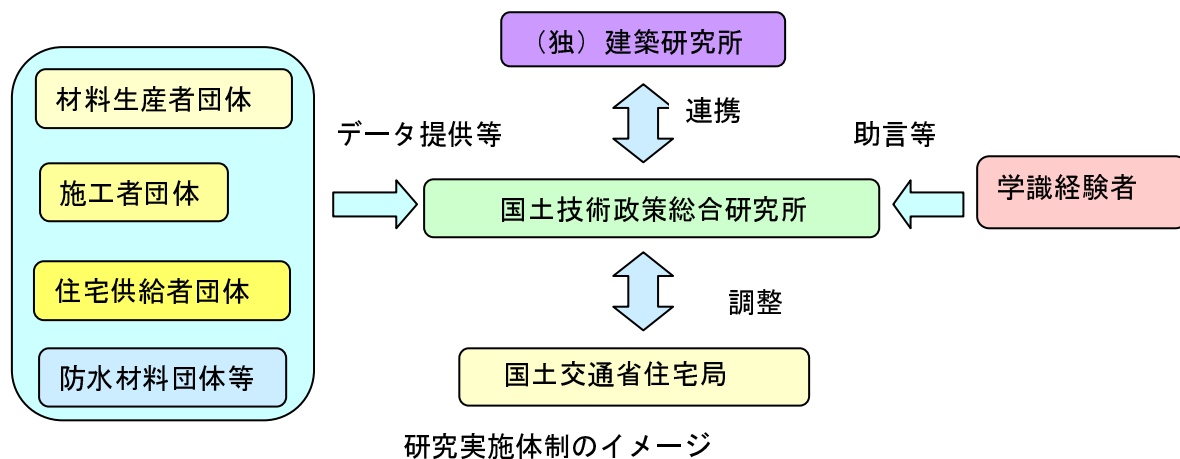 （独）建築研究所
材料生産者団体
連携
データ提供等
助言等
施工者団体
国土技術政策総合研究所
学識経験者
住宅供給者団体
調整
防水材料団体等
国土交通省住宅局
研究実施体制のイメージ